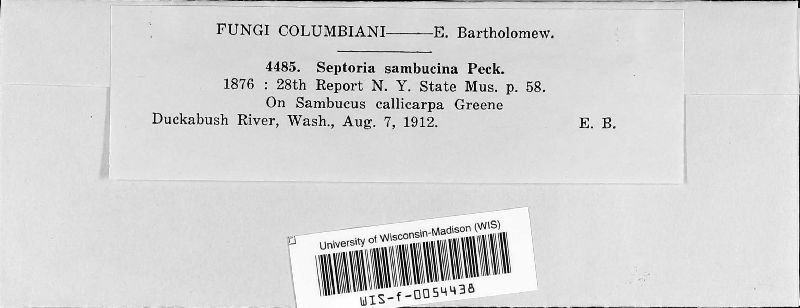 FUNGI COLUMBIANI——E. Bartholomew.
4485. Septoria sambucina Peck.
1876 : 28th Report N. Y. State Mus. p. 58.
On Sambucus callicarpa Greene
Duckabush River, Wash., Aug. 7, 1912. E. B.
University of Wisconsin-Madison (WIS)
WIS-f-0054438